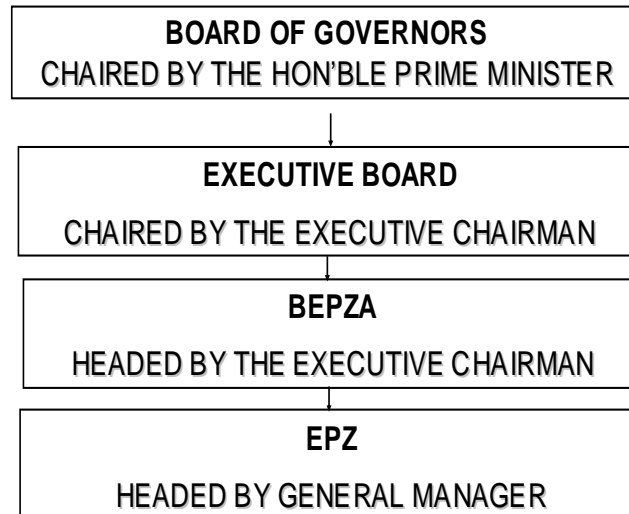 BOARD OF GOVERNORS
CHAIRED BY THE HON'BLE PRIME MINISTER
EXECUTIVE BOARD
CHAIRED BY THE EXECUTIVE CHAIRMAN
BEPZA
HEADED BY THE EXECUTIVE CHAIRMAN
EPZ
HEADED BY GENERAL MANAGER